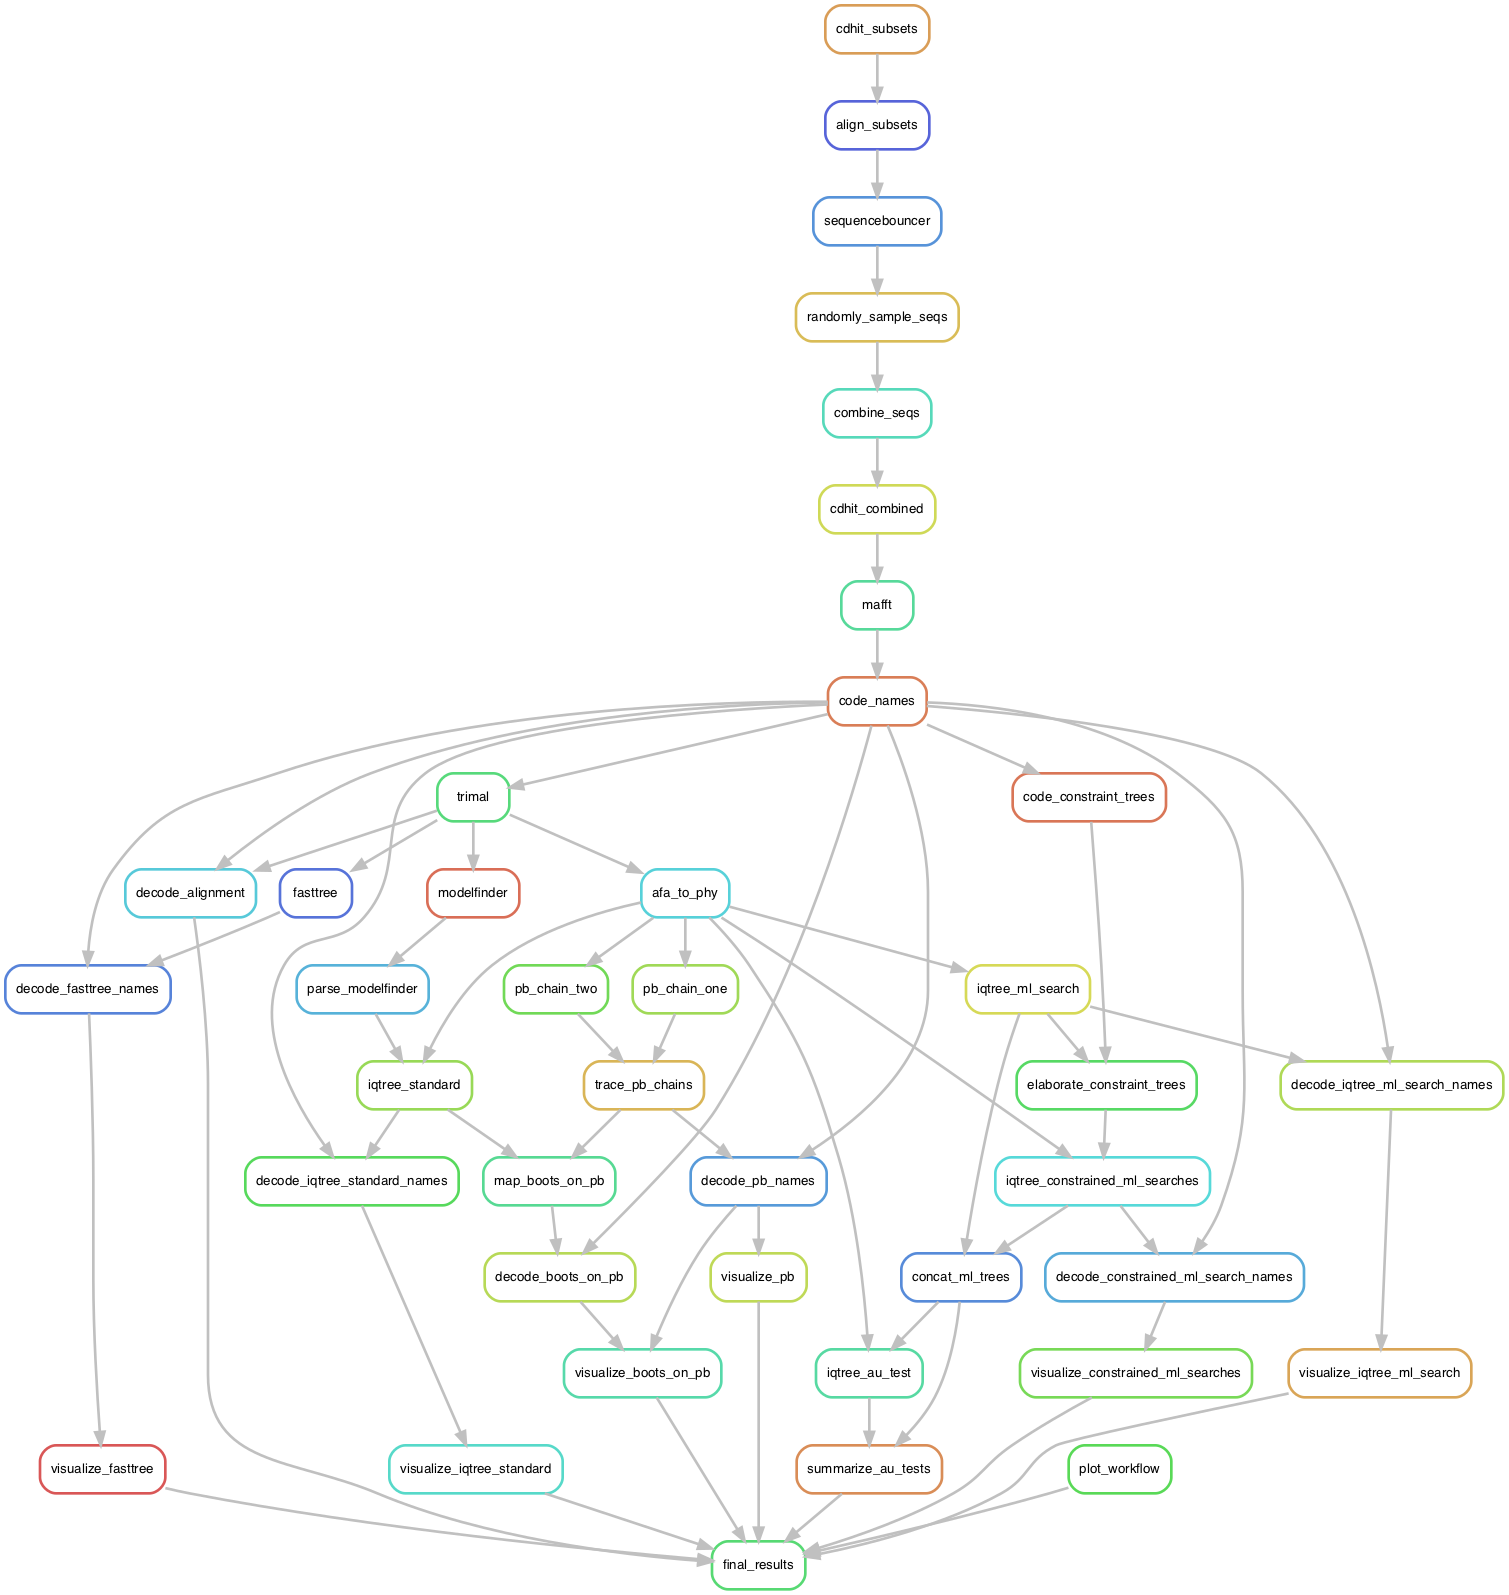 cdhit_subsets
align_subsets
sequencebouncer
randomly_sample_seqs
combine_seqs
cdhit_combined
mafft
code_names
trimal
code_constraint_trees
decode_alignment
fasttree
modelfinder
afa_to_phy
decode_fasttree_names
parse_modelfinder
pb_chain_two
pb_chain_one
iqtree_ml_search
iqtree_standard
trace_pb_chains
elaborate_constraint_trees
decode_iqtree_ml_search_names
decode_iqtree_standard_names
map_boots_on_pb
decode_pb_names
iqtree_constrained_ml_searches
decode_boots_on_pb
visualize_pb
concat_ml_trees
decode_constrained_ml_search_names
visualize_boots_on_pb
iqtree_au_test
visualize_constrained_ml_searches
visualize_iqtree_ml_search
visualize_fasttree
visualize_iqtree_standard
summarize_au_tests
plot_workflow
final_results